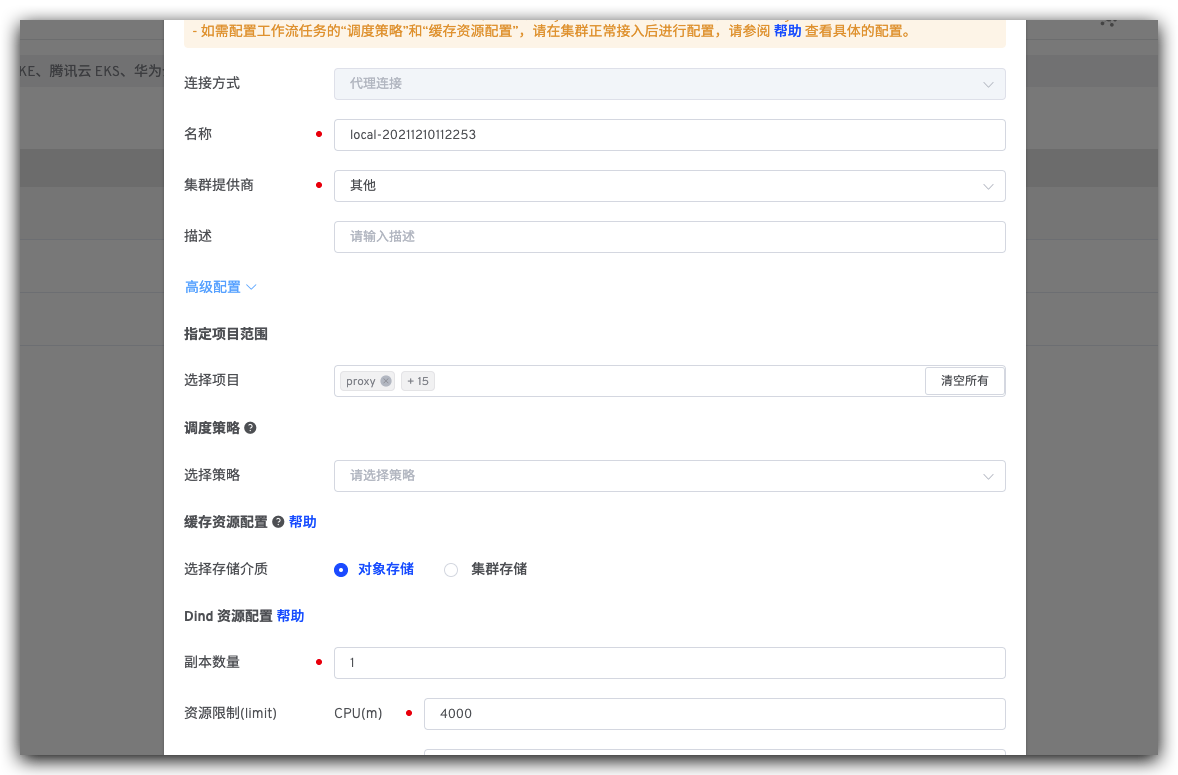 - 如需配置工作流任务的“调度策略”和“缓存资源配置”，请在集群正常接入后进行配置，请参阅 帮助 查看具体的配置。
KE、腾讯云 EKS、华为
连接方式 代理连接
名称 local-20211210112253
集群提供商 其他
描述 请输入描述
高级配置
指定项目范围
选择项目 proxy + 15 清空所有
调度策略
选择策略 请选择策略
缓存资源配置 帮助
选择存储介质 对象存储 集群存储
Dind 资源配置 帮助
副本数量 1
资源限制(limit) CPU(m) 4000